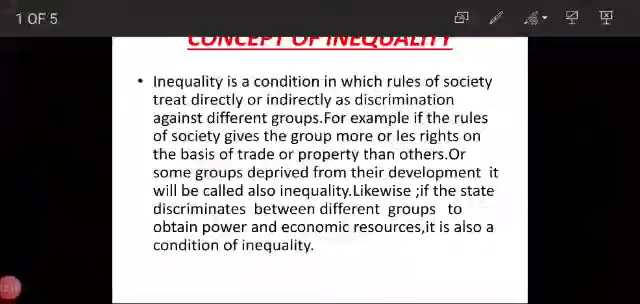 1 OF 5
CONCEPT OF INEQUALITY
• Inequality is a condition in which rules of society
treat directly or indirectly as discrimination
against different groups.For example if the rules
of society gives the group more or les rights on
the basis of trade or property than others.Or
some groups deprived from their development it
will be called also inequality.Likewise ;if the state
discriminates between different groups to
obtain power and economic resources,it is also a
condition of inequality.